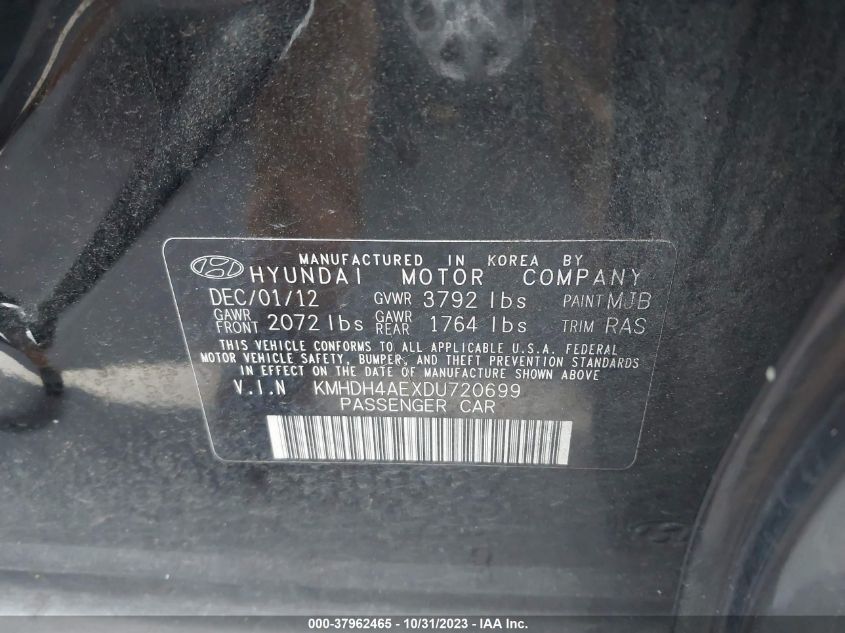 MANUFACTURED IN KOREA BY
HYUNDAI MOTOR COMPANY
DEC/01/12 GVWR 3792 lbs PAINT MJB
GAWR FRONT 2072 lbs GAWR REAR 1764 lbs TRIM RAS
THIS VEHICLE CONFORMS TO ALL APPLICABLE U.S.A. FEDERAL
MOTOR VEHICLE SAFETY, BUMPER, AND THEFT PREVENTION STANDARDS
IN EFFECT ON THE DATE OF MANUFACTURE SHOWN ABOVE
V.I.N KMHDH4AEXDU720699
PASSENGER CAR
000-37962465 - 10/31/2023 - IAA Inc.